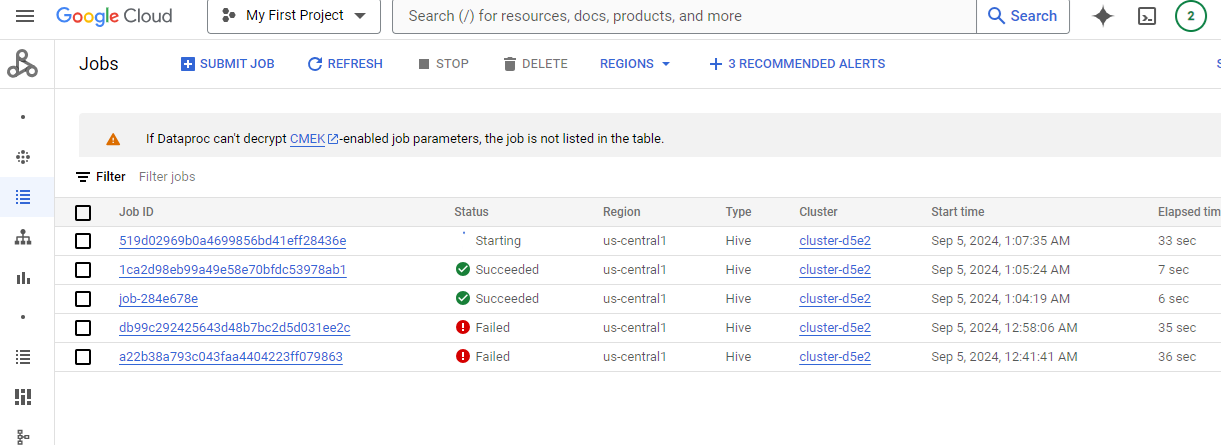 Google Cloud My First Project Search (/) for resources, docs, products, and more Search 2
Jobs SUBMIT JOB REFRESH STOP DELETE REGIONS 3 RECOMMENDED ALERTS S
If Dataproc can't decrypt CMEK-enabled job parameters, the job is not listed in the table.
Filter Filter jobs
Job ID Status Region Type Cluster Start time Elapsed tim
519d02969b0a4699856bd41eff28436e Starting us-central1 Hive cluster-d5e2 Sep 5, 2024, 1:07:35 AM 33 sec
1ca2d98eb99a49e58e70bfdc53978ab1 Succeeded us-central1 Hive cluster-d5e2 Sep 5, 2024, 1:05:24 AM 7 sec
job-284e678e Succeeded us-central1 Hive cluster-d5e2 Sep 5, 2024, 1:04:19 AM 6 sec
db99c292425643d48b7bc2d5d031ee2c Failed us-central1 Hive cluster-d5e2 Sep 5, 2024, 12:58:06 AM 35 sec
a22b38a793c043faa4404223ff079863 Failed us-central1 Hive cluster-d5e2 Sep 5, 2024, 12:41:41 AM 36 sec